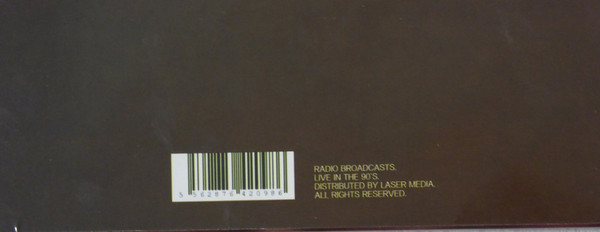 RADIO BROADCASTS.
LIVE IN THE 90'S.
DISTRIBUTED BY LASER MEDIA.
ALL RIGHTS RESERVED.